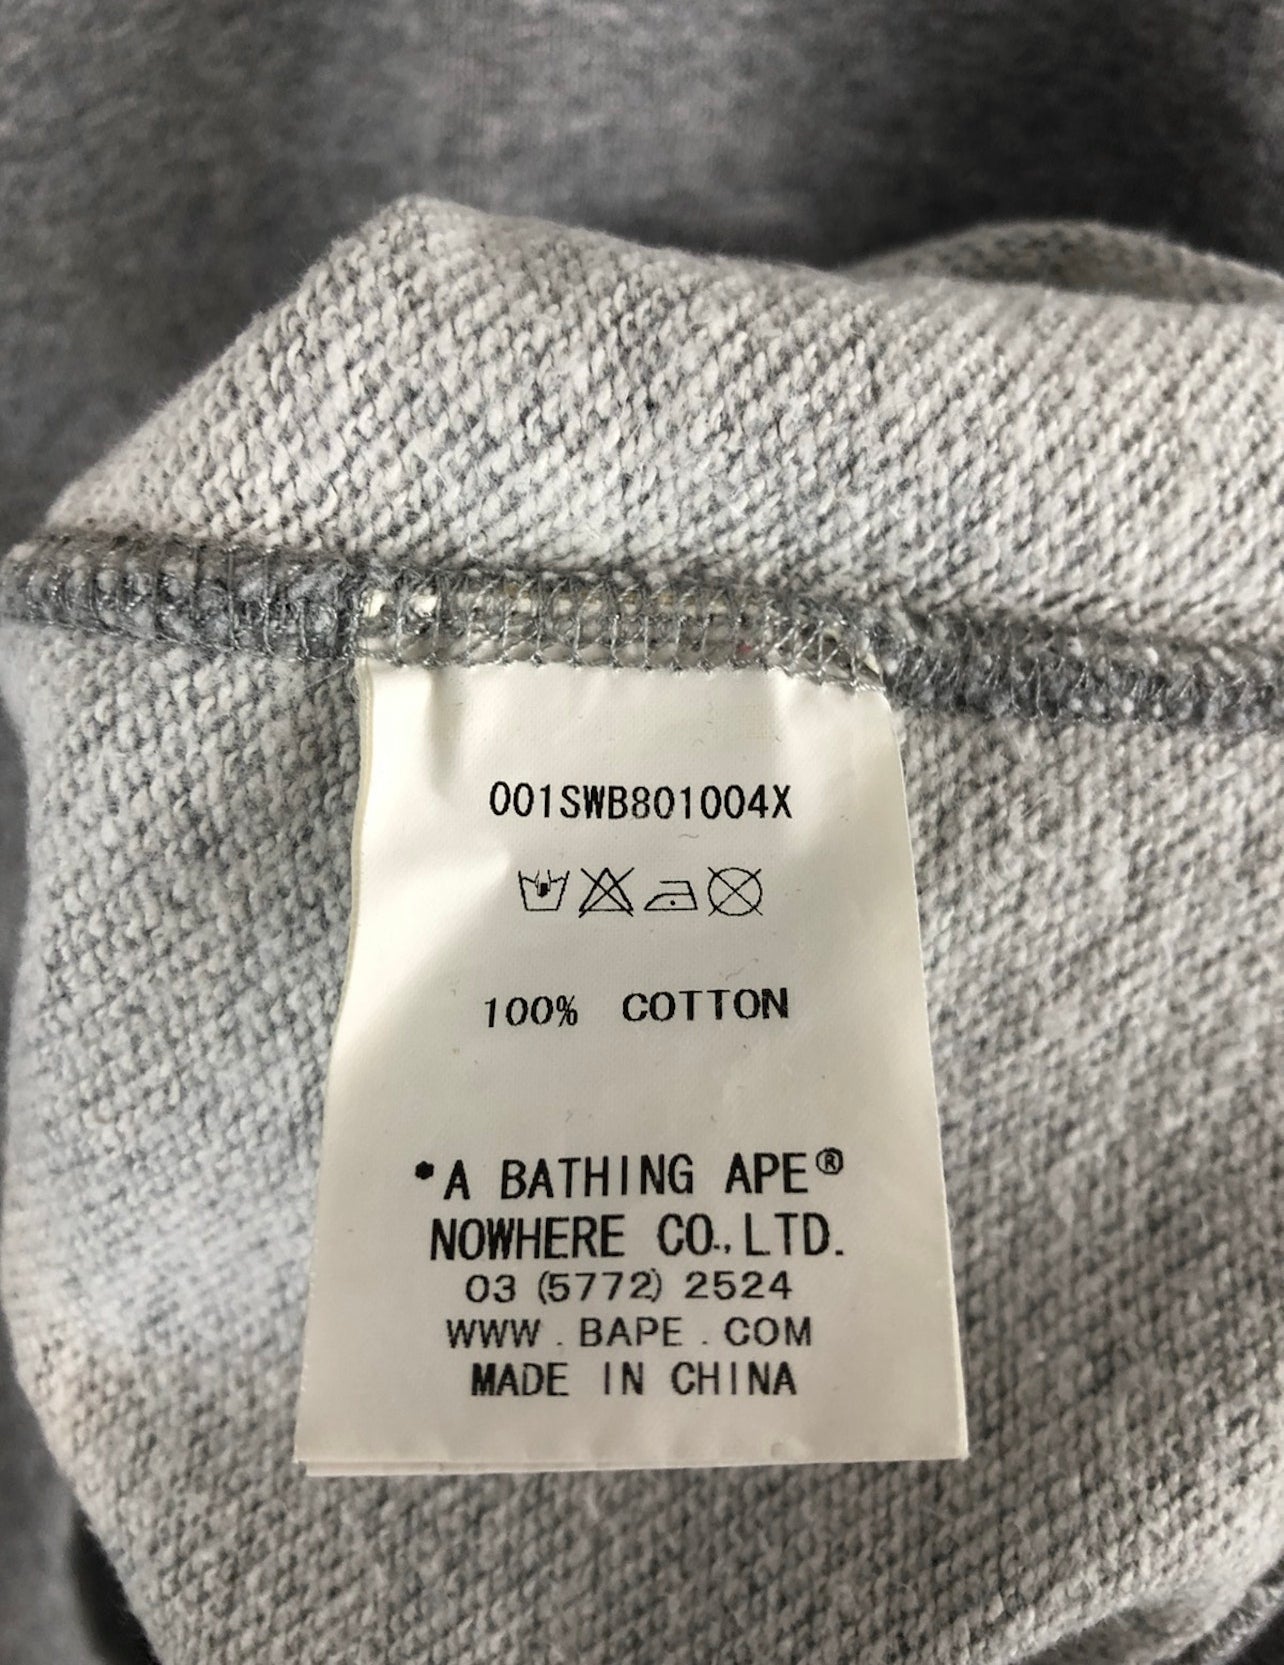 001SWB801004X
100% COTTON
*A BATHING APE®
NOWHERE CO.,LTD.
03 (5772) 2524
WWW.BAPE.COM
MADE IN CHINA